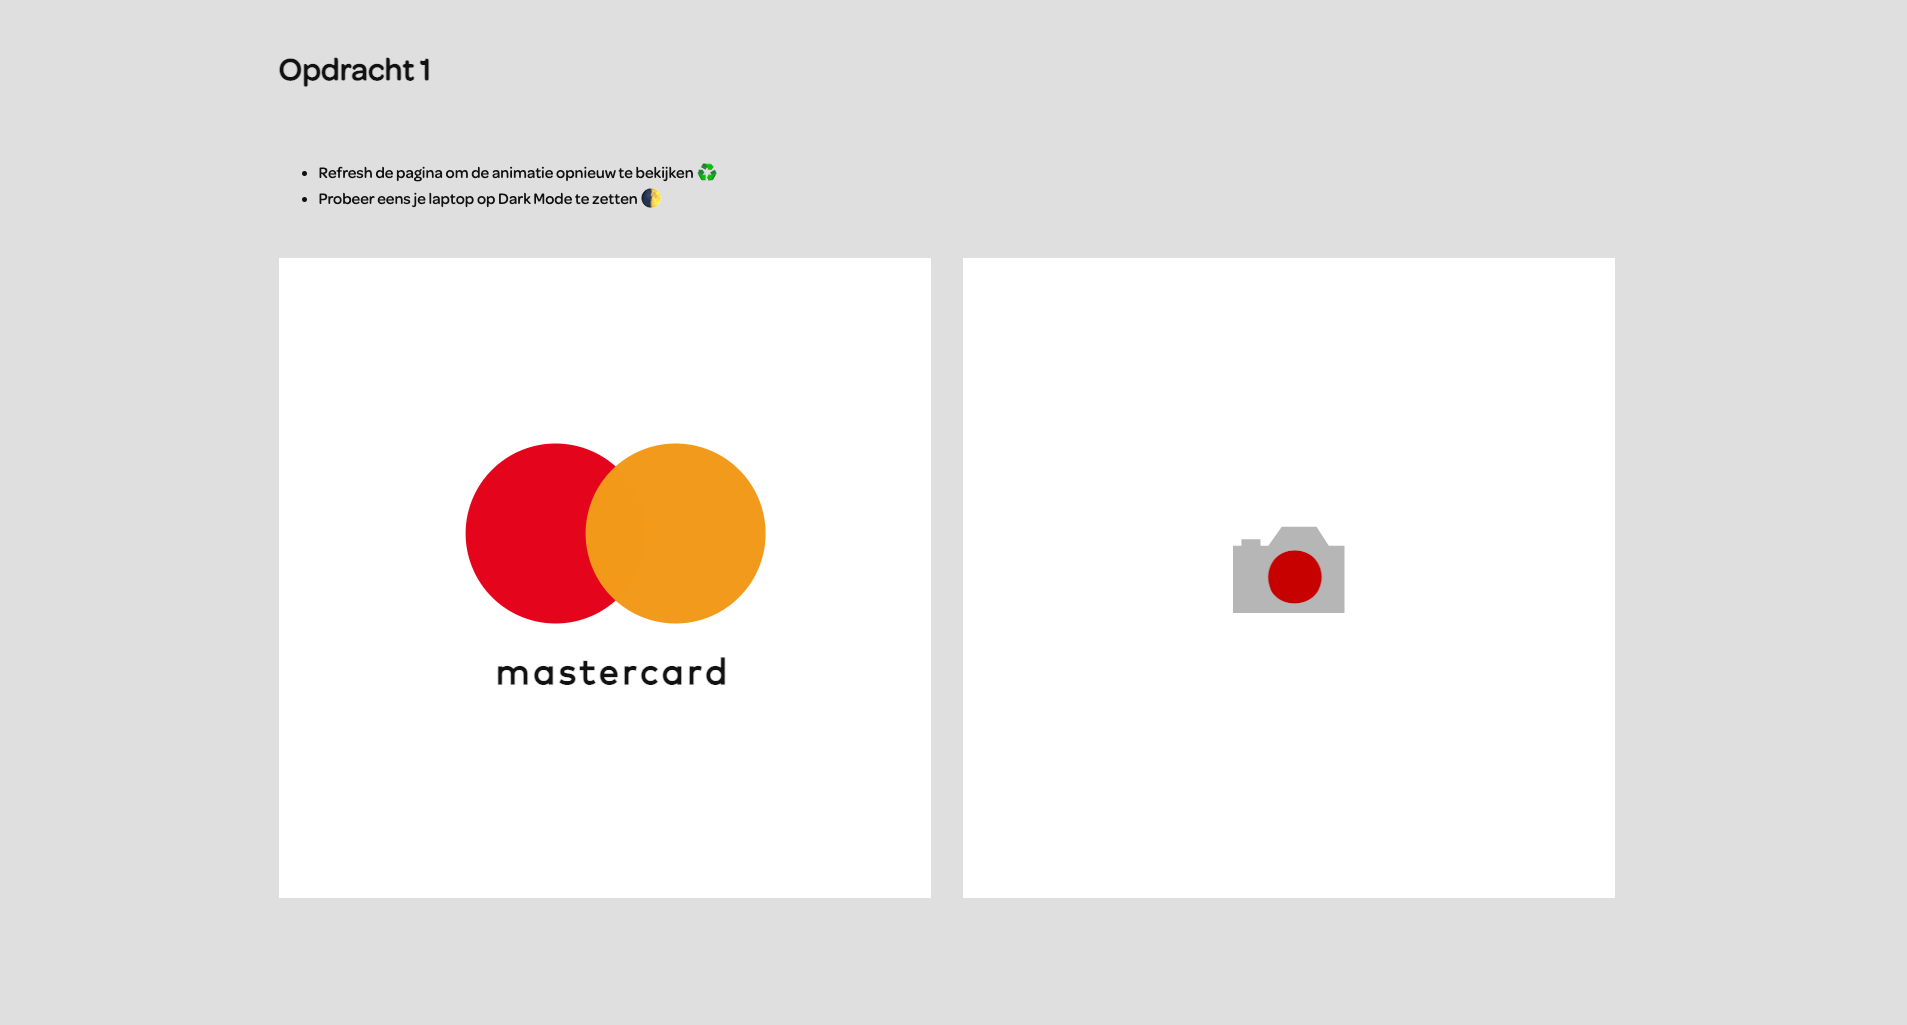 Opdracht 1
Refresh de pagina om de animatie opnieuw te bekijken ♻️
Probeer eens je laptop op Dark Mode te zetten 🌓
mastercard